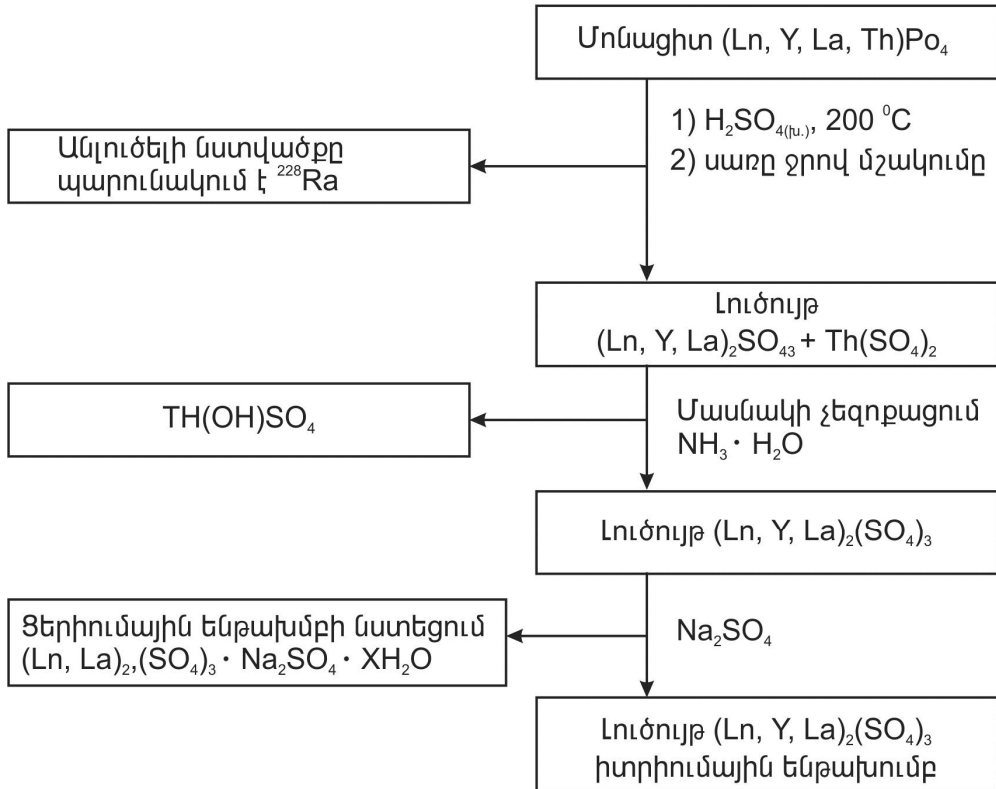 Մոնացիտ (Ln, Y, La, Th)Po₄
1) H₂SO₄₍խ.₎, 200 ⁰C
2) սառը ջրով մշակումը
Անլուծելի նստվածքը
պարունակում է ²²⁸Ra
Լուծույթ
(Ln, Y, La)₂SO₄₃ + Th(SO₄)₂
TH(OH)SO₄
Մասնակի չեզոքացում
NH₃ · H₂O
Լուծույթ (Ln, Y, La)₂(SO₄)₃
Ցերիումային ենթախմբի նստեցում
(Ln, La)₂,(SO₄)₃ · Na₂SO₄ · XH₂O
Na₂SO₄
Լուծույթ (Ln, Y, La)₂(SO₄)₃
իտրիումային ենթախումբ